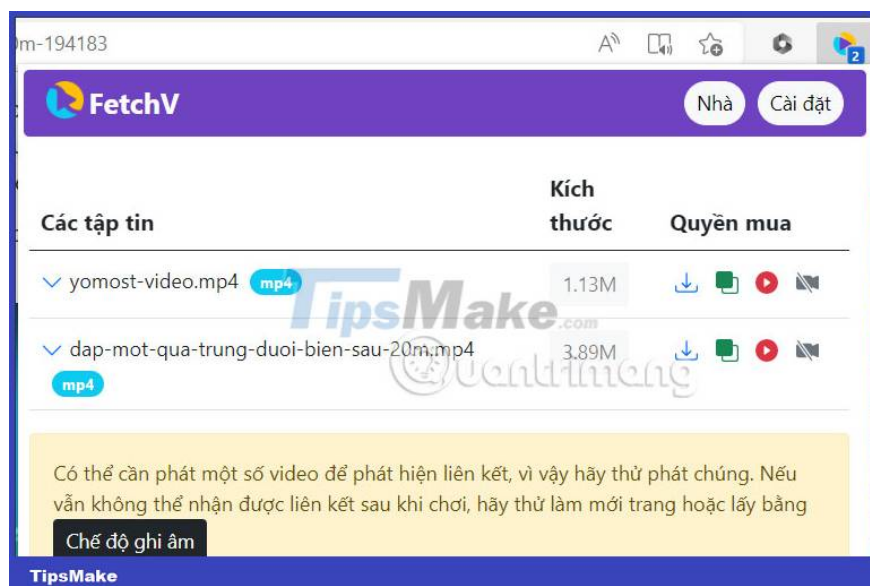 0m-194183
2
FetchV
Nhà
Cài đặt
Kích
thước
Các tập tin
Quyền mua
yomost-video.mp4 mp4
1.13M
TipsMake.com
dap-mot-qua-trung-duoi-bien-sau-20m.mp4
3.89M
mp4
Quantrimang
Có thể cần phát một số video để phát hiện liên kết, vì vậy hãy thử phát chúng. Nếu
vẫn không thể nhận được liên kết sau khi chơi, hãy thử làm mới trang hoặc lấy bằng
Chế độ ghi âm
TipsMake